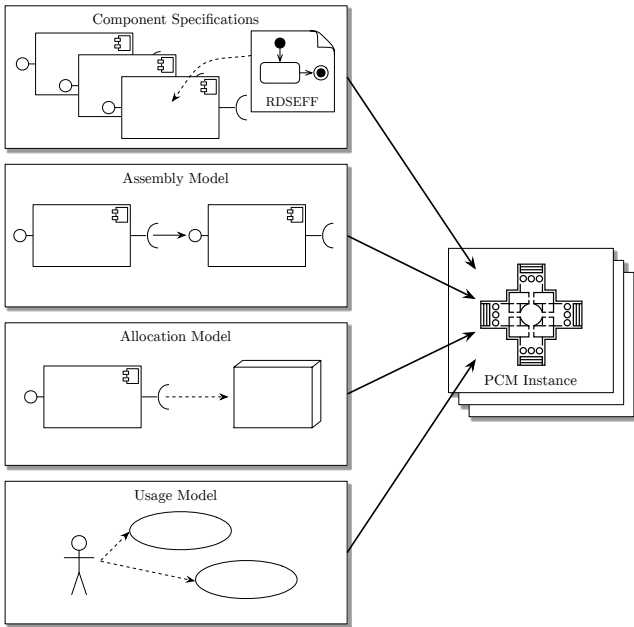 Component Specifications
RDSEFF
Assembly Model
Allocation Model
PCM Instance
Usage Model